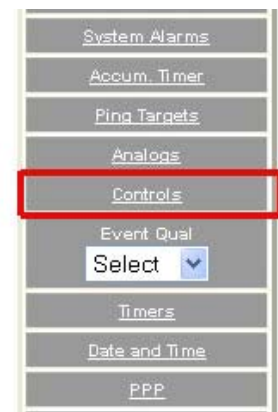 System Alarms
Accum. Timer
Ping Targets
Analogs
Controls
Event Qual
Select
Timers
Date and Time
PPP